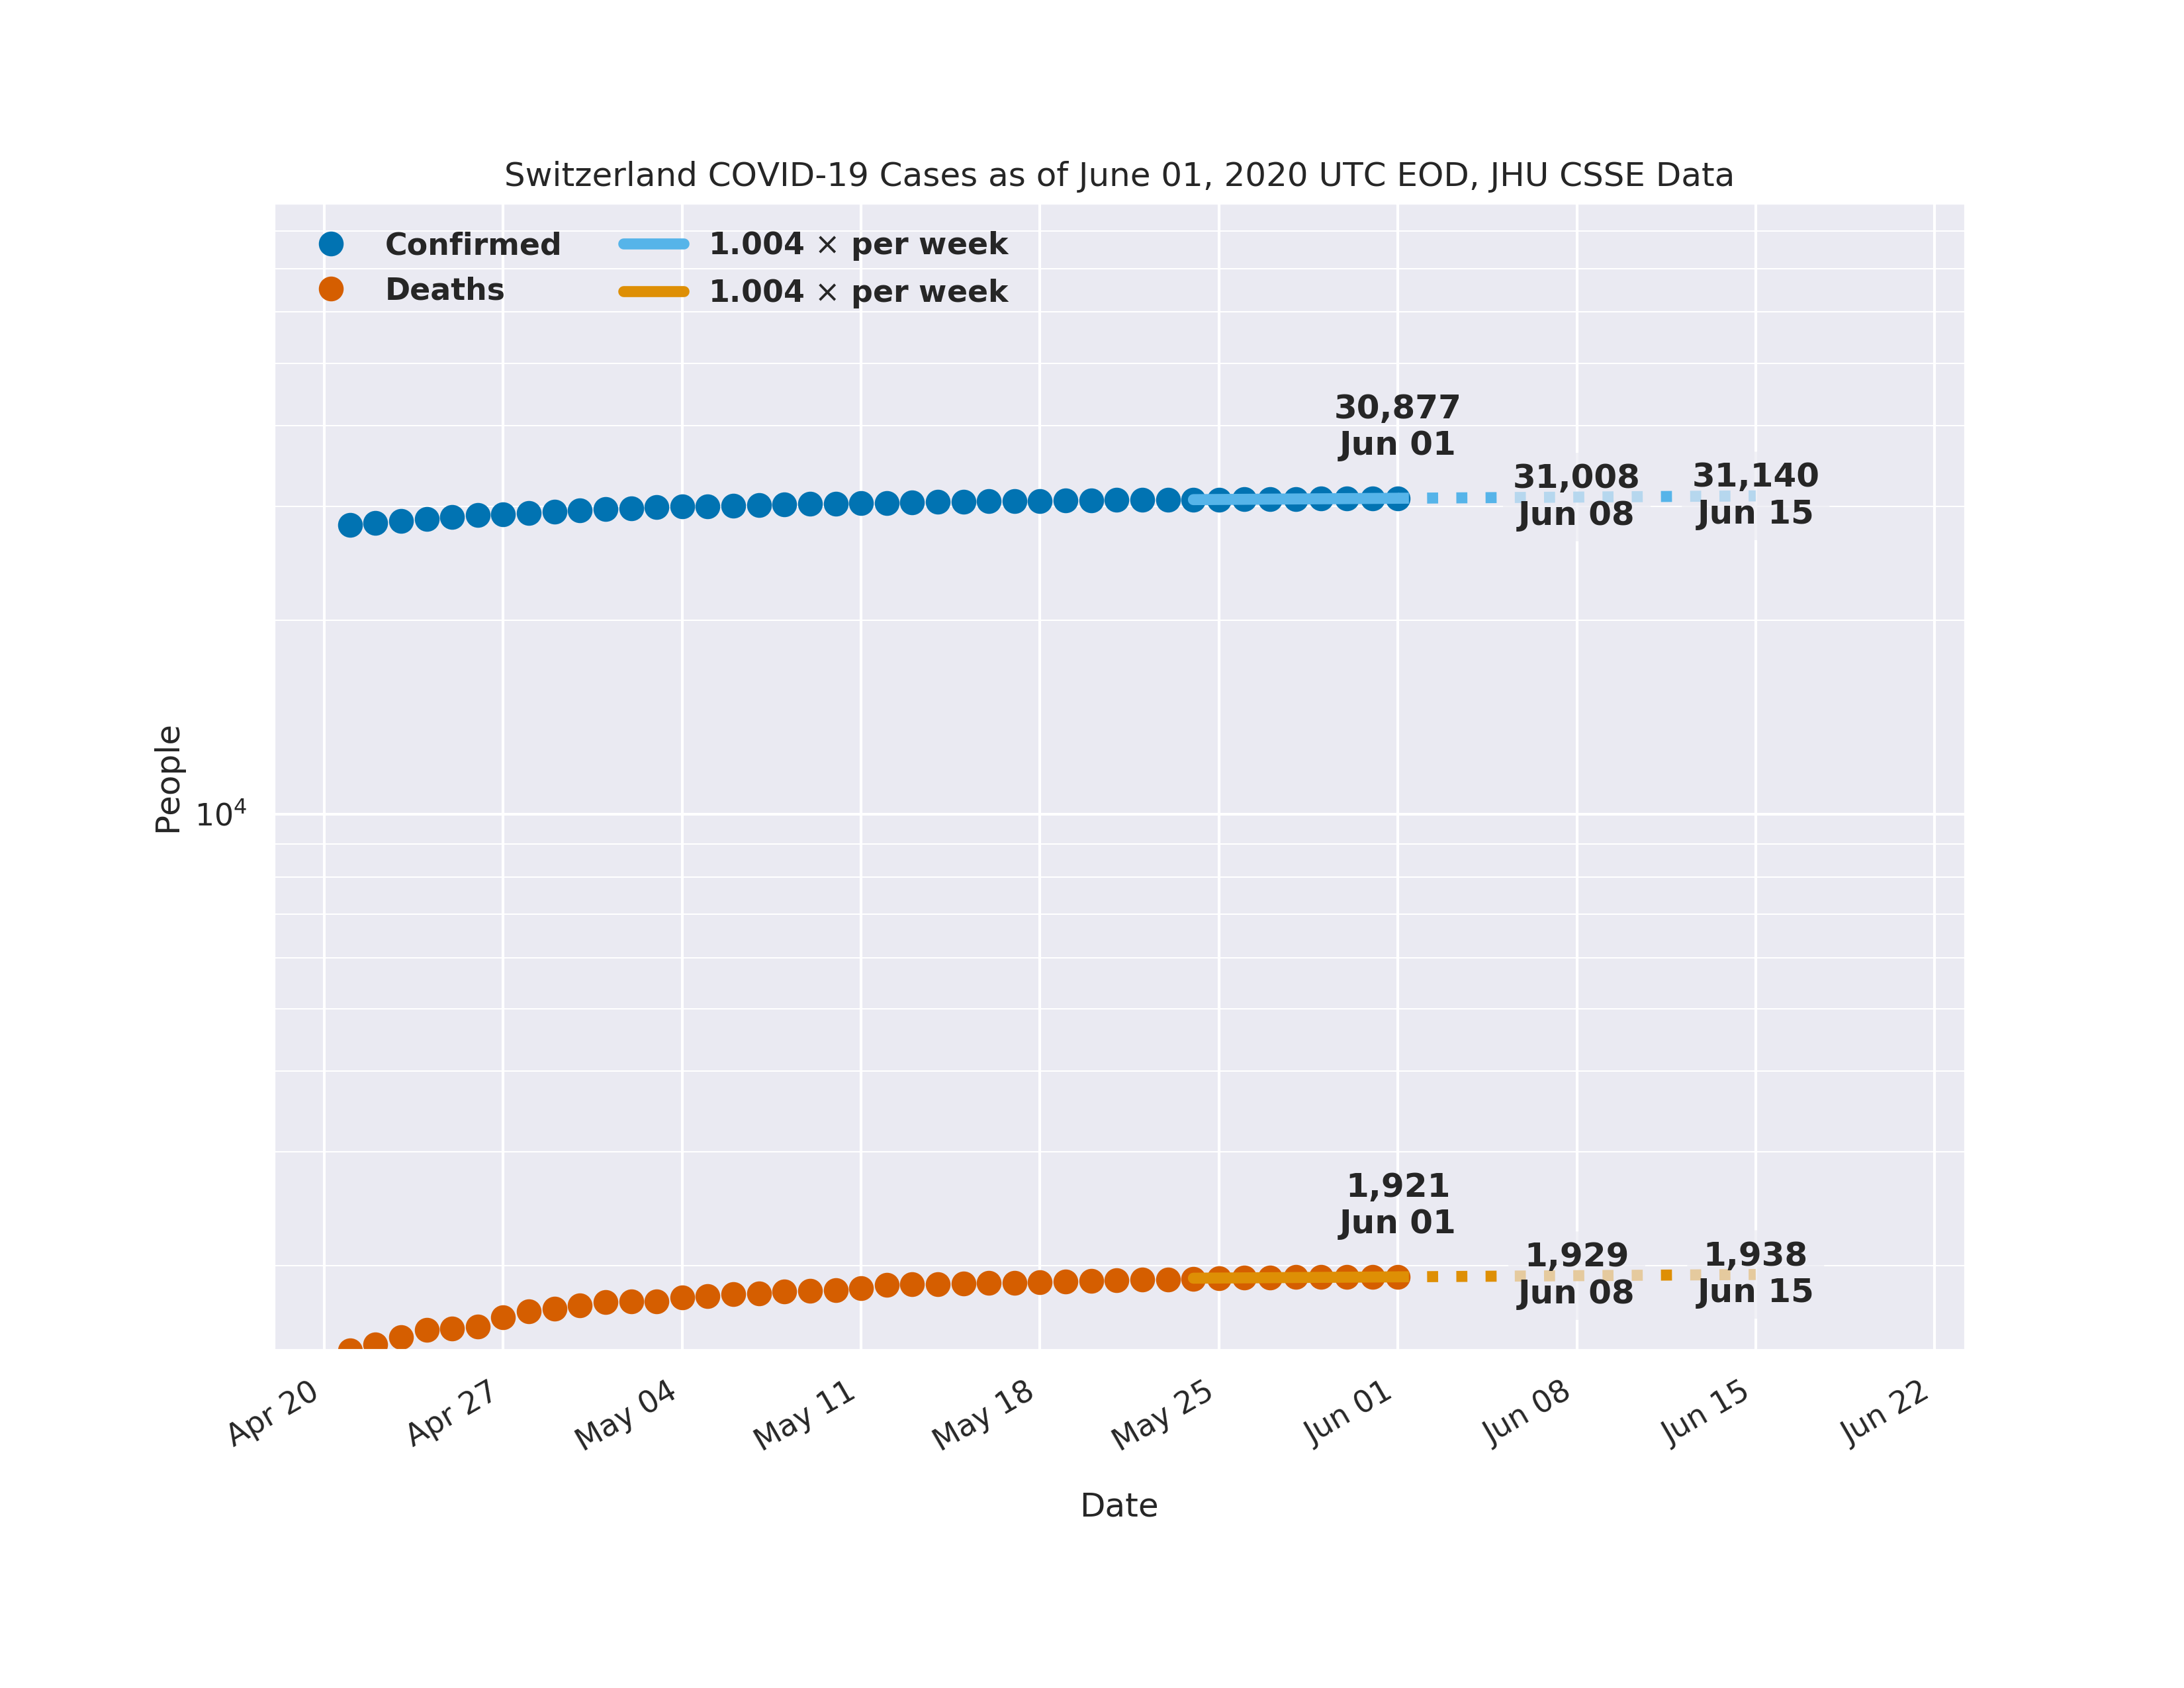 Switzerland COVID-19 Cases as of June 01, 2020 UTC EOD, JHU CSSE Data
Confirmed
Deaths
1.004 × per week
1.004 × per week
30,877
Jun 01
31,008
Jun 08
31,140
Jun 15
People
10⁴
1,921
Jun 01
1,929
Jun 08
1,938
Jun 15
Apr 20
Apr 27
May 04
May 11
May 18
May 25
Jun 01
Jun 08
Jun 15
Jun 22
Date